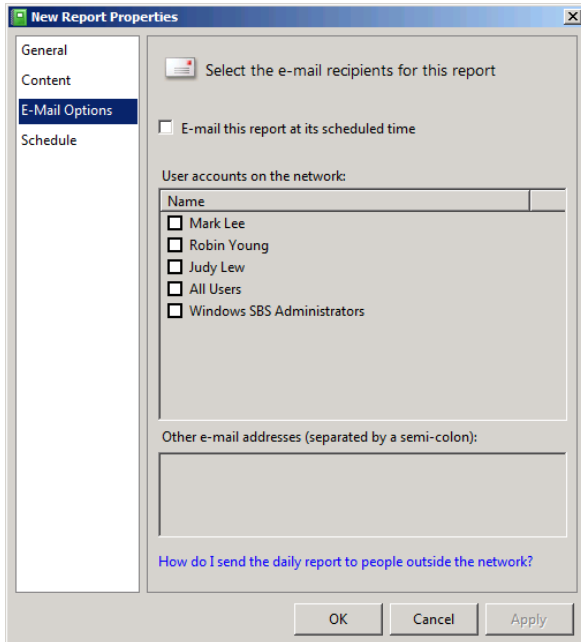 New Report Properties
General
Content
E-Mail Options
Schedule
Select the e-mail recipients for this report
E-mail this report at its scheduled time
User accounts on the network:
Name
Mark Lee
Robin Young
Judy Lew
All Users
Windows SBS Administrators
Other e-mail addresses (separated by a semi-colon):
How do I send the daily report to people outside the network?
OK Cancel Apply